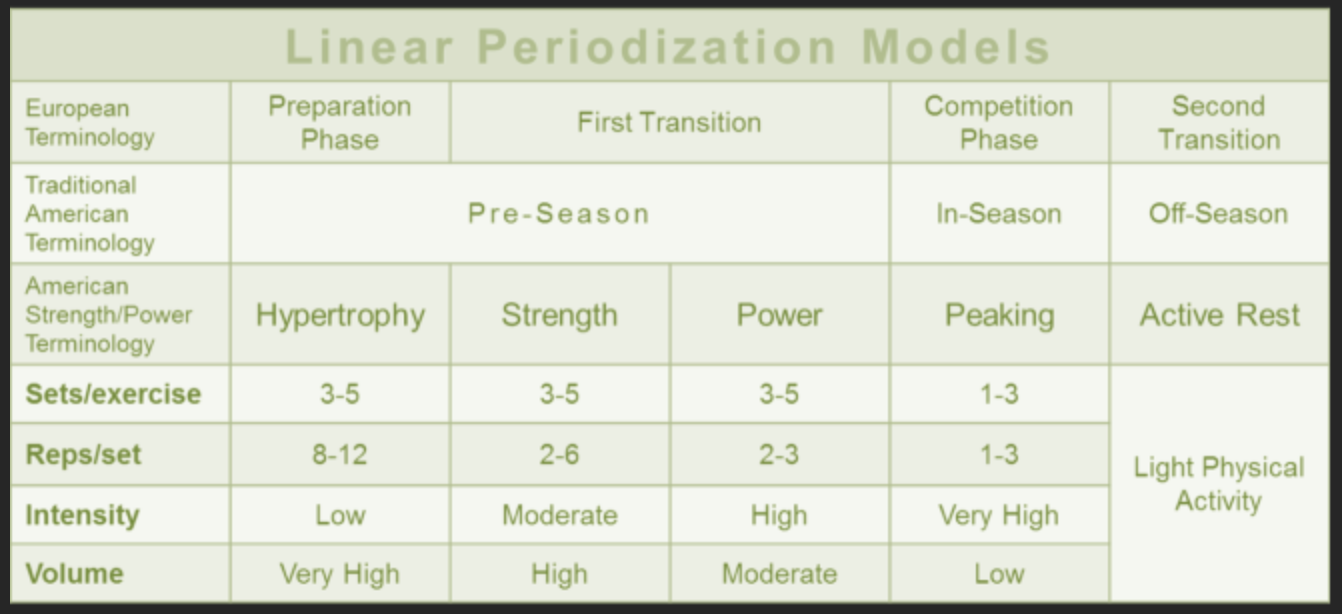 Linear Periodization Models
European
Terminology
Preparation
Phase
First Transition
Competition
Phase
Second
Transition
Traditional
American
Terminology
Pre-Season
In-Season
Off-Season
American
Strength/Power
Terminology
Hypertrophy
Strength
Power
Peaking
Active Rest
Sets/exercise
3-5
3-5
3-5
1-3
Light Physical
Activity
Reps/set
8-12
2-6
2-3
1-3
Intensity
Low
Moderate
High
Very High
Volume
Very High
High
Moderate
Low